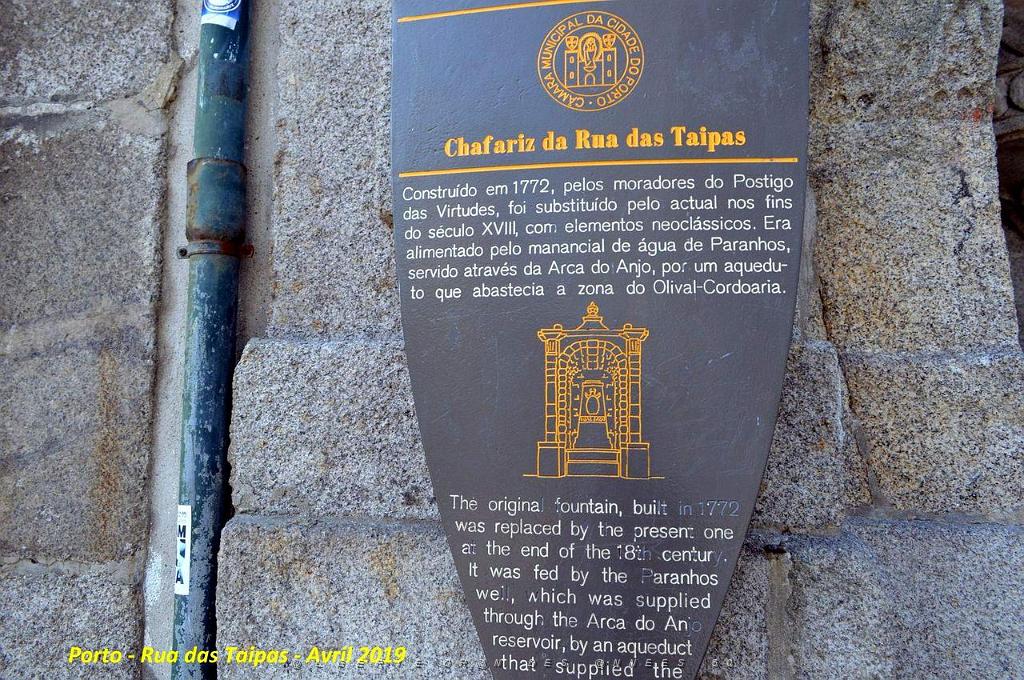 CÂMARA MUNICIPAL DA CIDADE DO PORTO
Chafariz da Rua das Taipas
Construído em 1772, pelos moradores do Postigo
das Virtudes, foi substituído pelo actual nos fins
do século XVIII, com elementos neoclássicos. Era
alimentado pelo manancial de água de Paranhos,
servido através da Arca do Anjo, por um aquedu-
to que abastecia a zona do Olival-Cordoaria.
The original fountain, built in 1772
was replaced by the present one
at the end of the 18th century.
It was fed by the Paranhos
well, which was supplied
through the Arca do Anjo
reservoir, by an aqueduct
that supplied the
Porto - Rua das Taipas - Avril 2019